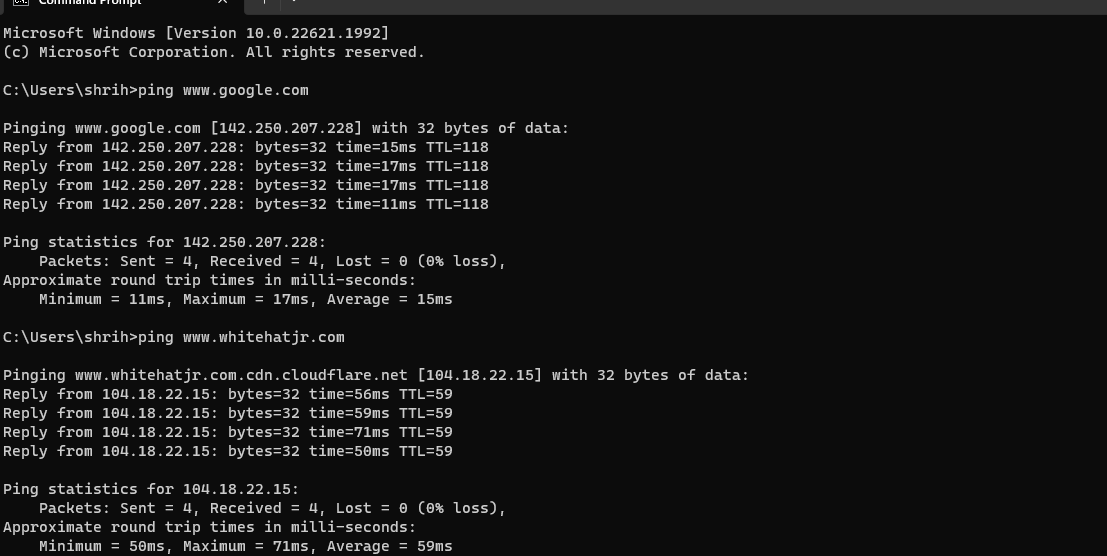 Command Prompt
Microsoft Windows [Version 10.0.22621.1992]
(c) Microsoft Corporation. All rights reserved.
C:\Users\shrih>ping www.google.com
Pinging www.google.com [142.250.207.228] with 32 bytes of data:
Reply from 142.250.207.228: bytes=32 time=15ms TTL=118
Reply from 142.250.207.228: bytes=32 time=17ms TTL=118
Reply from 142.250.207.228: bytes=32 time=17ms TTL=118
Reply from 142.250.207.228: bytes=32 time=11ms TTL=118
Ping statistics for 142.250.207.228:
    Packets: Sent = 4, Received = 4, Lost = 0 (0% loss),
Approximate round trip times in milli-seconds:
    Minimum = 11ms, Maximum = 17ms, Average = 15ms
C:\Users\shrih>ping www.whitehatjr.com
Pinging www.whitehatjr.com.cdn.cloudflare.net [104.18.22.15] with 32 bytes of data:
Reply from 104.18.22.15: bytes=32 time=56ms TTL=59
Reply from 104.18.22.15: bytes=32 time=59ms TTL=59
Reply from 104.18.22.15: bytes=32 time=71ms TTL=59
Reply from 104.18.22.15: bytes=32 time=50ms TTL=59
Ping statistics for 104.18.22.15:
    Packets: Sent = 4, Received = 4, Lost = 0 (0% loss),
Approximate round trip times in milli-seconds:
    Minimum = 50ms, Maximum = 71ms, Average = 59ms